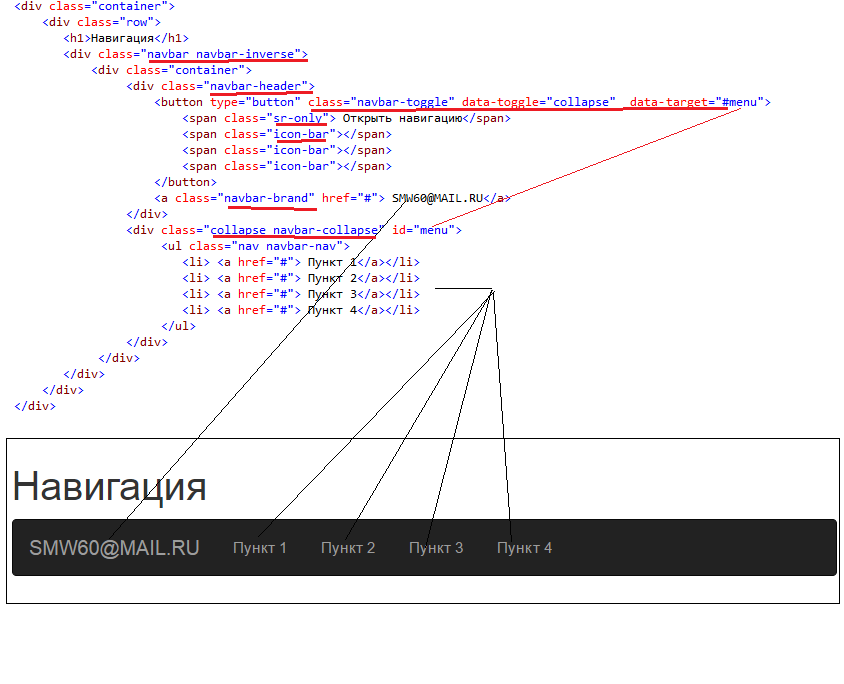 <div class="container">
<div class="row">
<h1>Навигация</h1>
<div class="navbar navbar-inverse">
<div class="container">
<div class="navbar-header">
<button type="button" class="navbar-toggle" data-toggle="collapse"  data-target="#menu">
<span class="sr-only"> Открыть навигацию</span>
<span class="icon-bar"></span>
<span class="icon-bar"></span>
<span class="icon-bar"></span>
</button>
<a class="navbar-brand" href="#"> SMW60@MAIL.RU</a>
</div>
<div class="collapse navbar-collapse" id="menu">
<ul class="nav navbar-nav">
<li> <a href="#"> Пункт 1</a></li>
<li> <a href="#"> Пункт 2</a></li>
<li> <a href="#"> Пункт 3</a></li>
<li> <a href="#"> Пункт 4</a></li>
</ul>
</div>
</div>
</div>
</div>
</div>
Навигация
SMW60@MAIL.RU Пункт 1 Пункт 2 Пункт 3 Пункт 4